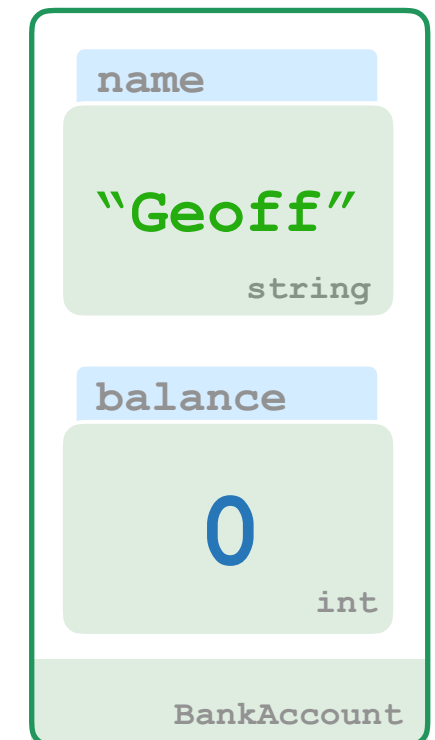 name
“Geoff”
string
balance
0
int
BankAccount